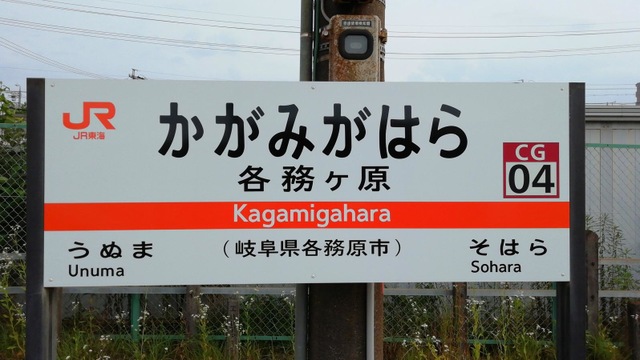 JR
JR東海
かがみがはら
各務ヶ原
CG
04
Kagamigahara
うぬま
Unuma
(岐阜県各務原市)
そはら
Sohara